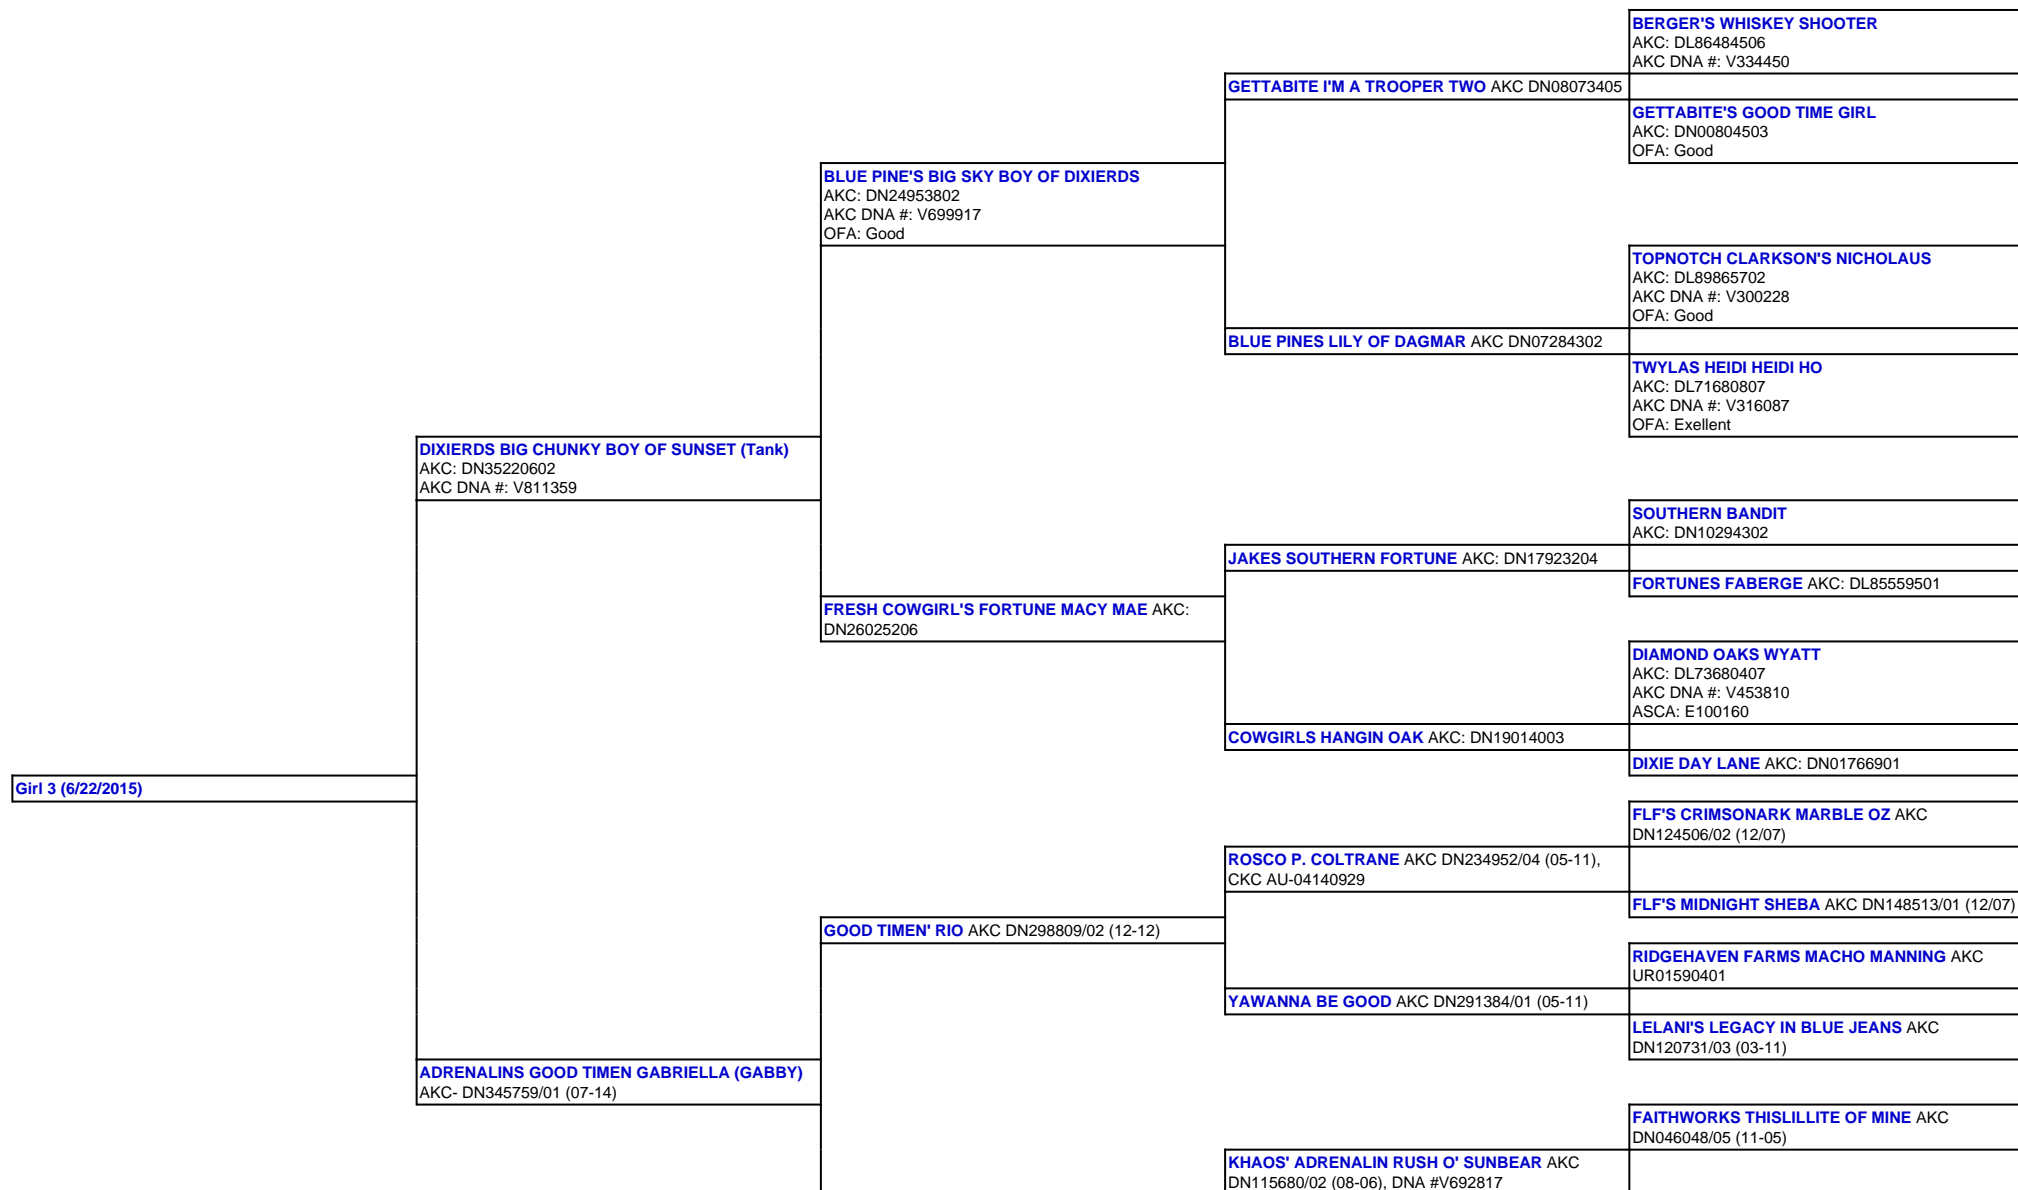 BERGER'S WHISKEY SHOOTER
AKC: DL86484506
AKC DNA #: V334450
GETTABITE I'M A TROOPER TWO AKC DN08073405
GETTABITE'S GOOD TIME GIRL
AKC: DN00804503
OFA: Good
BLUE PINE'S BIG SKY BOY OF DIXIERDS
AKC: DN24953802
AKC DNA #: V699917
OFA: Good
TOPNOTCH CLARKSON'S NICHOLAUS
AKC: DL89865702
AKC DNA #: V300228
OFA: Good
BLUE PINES LILY OF DAGMAR AKC DN07284302
TWYLAS HEIDI HEIDI HO
AKC: DL71680807
AKC DNA #: V316087
OFA: Exellent
DIXIERDS BIG CHUNKY BOY OF SUNSET (Tank)
AKC: DN35220602
AKC DNA #: V811359
SOUTHERN BANDIT
AKC: DN10294302
JAKES SOUTHERN FORTUNE AKC: DN17923204
FORTUNES FABERGE AKC: DL85559501
FRESH COWGIRL'S FORTUNE MACY MAE AKC:
DN26025206
DIAMOND OAKS WYATT
AKC: DL73680407
AKC DNA #: V453810
ASCA: E100160
COWGIRLS HANGIN OAK AKC: DN19014003
DIXIE DAY LANE AKC: DN01766901
Girl 3 (6/22/2015)
FLF'S CRIMSONARK MARBLE OZ AKC
DN124506/02 (12/07)
ROSCO P. COLTRANE AKC DN234952/04 (05-11),
CKC AU-04140929
FLF'S MIDNIGHT SHEBA AKC DN148513/01 (12/07)
GOOD TIMEN' RIO AKC DN298809/02 (12-12)
RIDGEHAVEN FARMS MACHO MANNING AKC
UR01590401
YAWANNA BE GOOD AKC DN291384/01 (05-11)
LELANI'S LEGACY IN BLUE JEANS AKC
DN120731/03 (03-11)
ADRENALINS GOOD TIMEN GABRIELLA (GABBY)
AKC- DN345759/01 (07-14)
FAITHWORKS THISLILLITE OF MINE AKC
DN046048/05 (11-05)
KHAOS' ADRENALIN RUSH O' SUNBEAR AKC
DN115680/02 (08-06), DNA #V692817